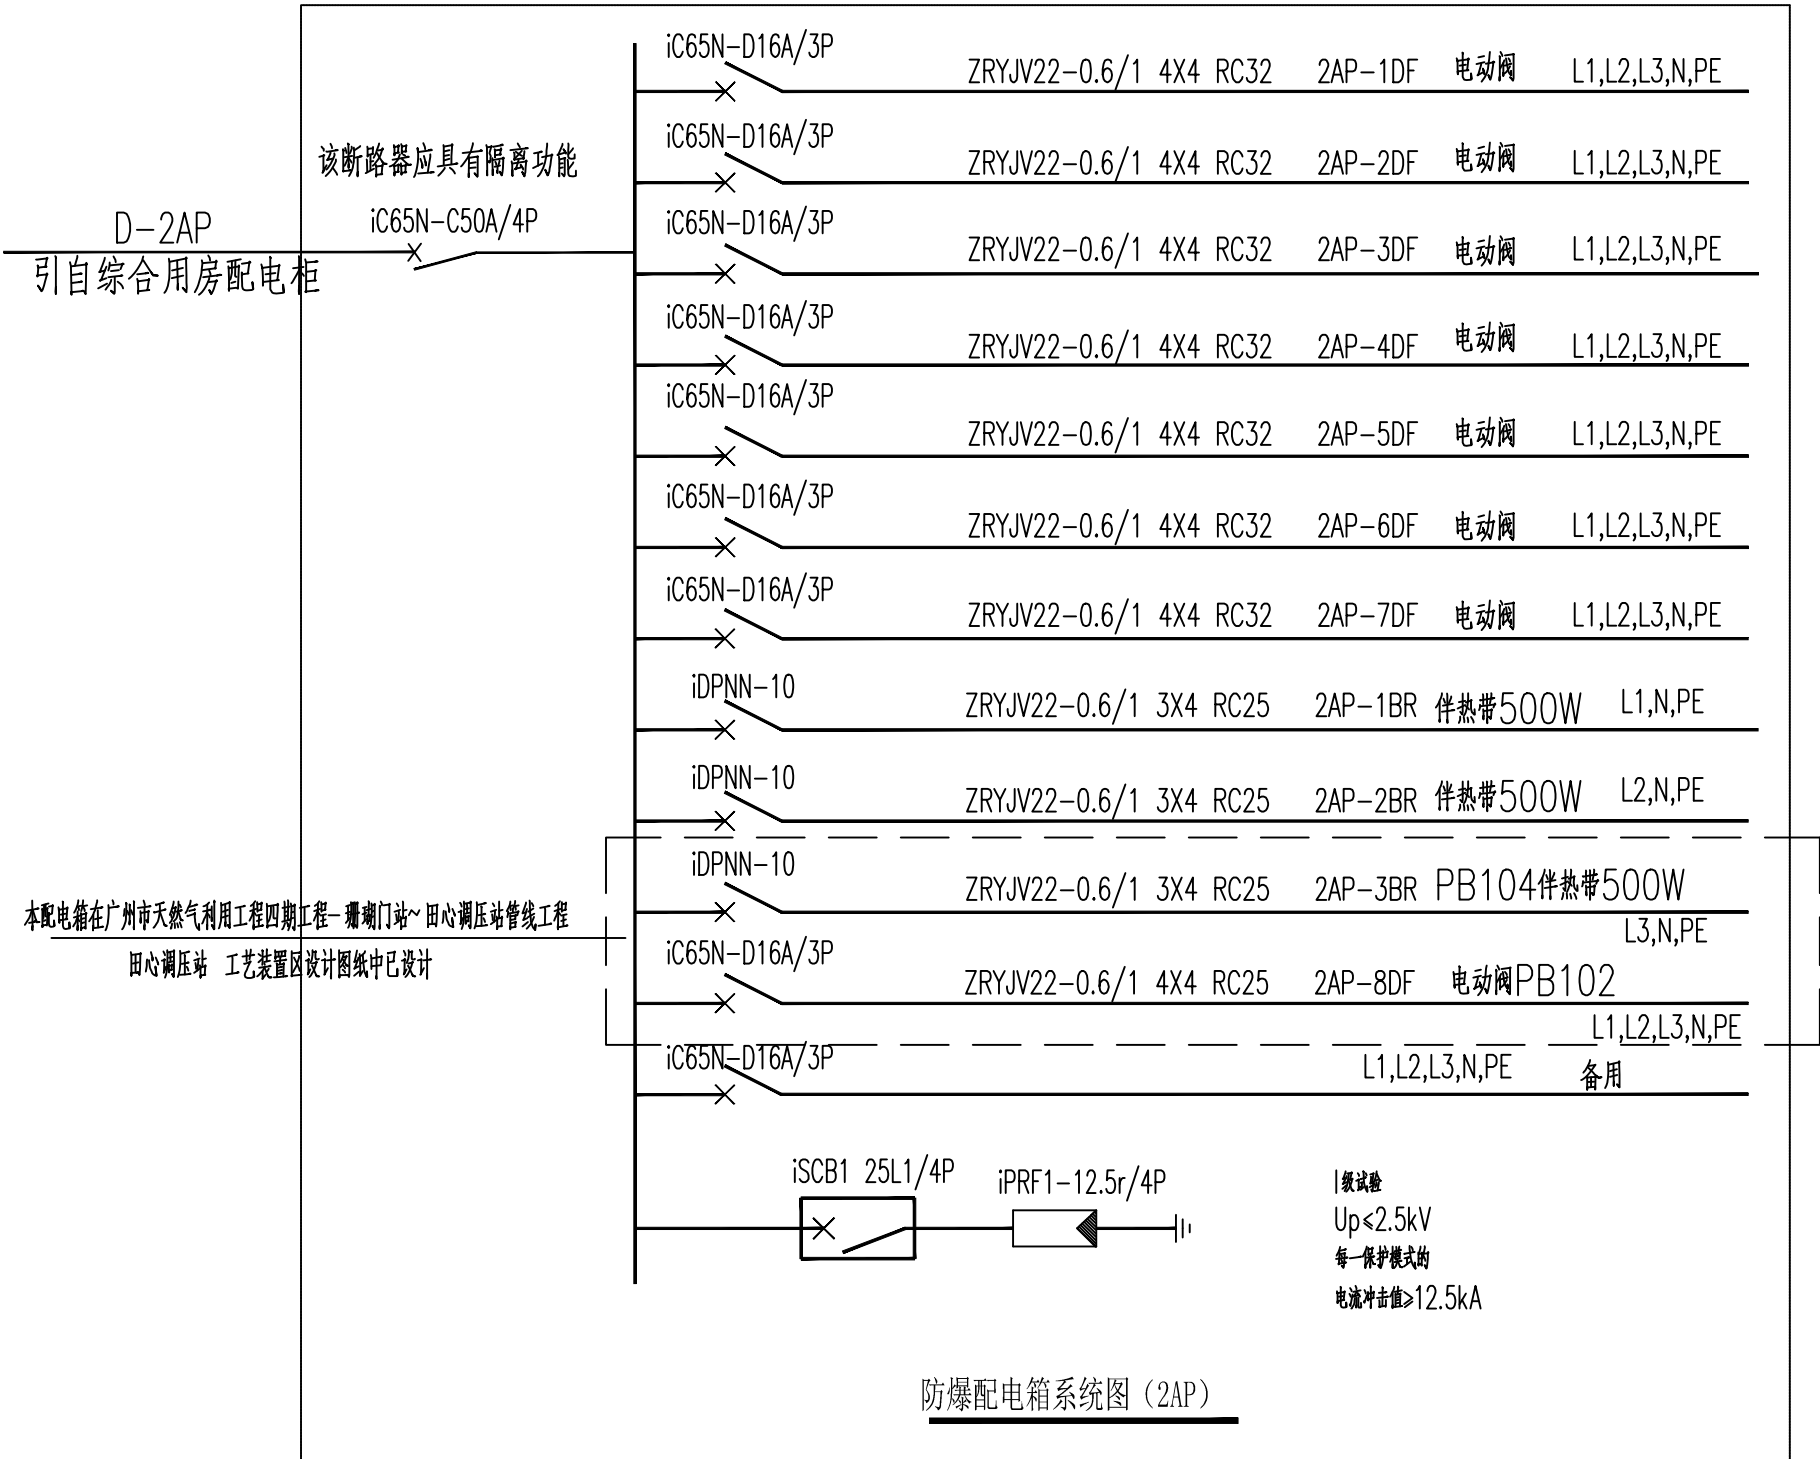 iC65N-D16A/3P
ZRYJV22-0.6/1 4X4 RC32 2AP-1DF 电动阀 L1,L2,L3,N,PE
iC65N-D16A/3P
ZRYJV22-0.6/1 4X4 RC32 2AP-2DF 电动阀 L1,L2,L3,N,PE
该断路器应具有隔离功能
D-2AP
iC65N-C50A/4P
引自综合用房配电柜
iC65N-D16A/3P
ZRYJV22-0.6/1 4X4 RC32 2AP-3DF 电动阀 L1,L2,L3,N,PE
iC65N-D16A/3P
ZRYJV22-0.6/1 4X4 RC32 2AP-4DF 电动阀 L1,L2,L3,N,PE
iC65N-D16A/3P
ZRYJV22-0.6/1 4X4 RC32 2AP-5DF 电动阀 L1,L2,L3,N,PE
iC65N-D16A/3P
ZRYJV22-0.6/1 4X4 RC32 2AP-6DF 电动阀 L1,L2,L3,N,PE
iC65N-D16A/3P
ZRYJV22-0.6/1 4X4 RC32 2AP-7DF 电动阀 L1,L2,L3,N,PE
iDPNN-10
ZRYJV22-0.6/1 3X4 RC25 2AP-1BR 伴热带500W L1,N,PE
iDPNN-10
ZRYJV22-0.6/1 3X4 RC25 2AP-2BR 伴热带500W L2,N,PE
iDPNN-10
ZRYJV22-0.6/1 3X4 RC25 2AP-3BR PB104伴热带500W
L3,N,PE
本配电箱在广州市天然气利用工程四期工程-珊瑚门站~田心调压站管线工程
田心调压站 工艺装置区设计图纸中已设计
iC65N-D16A/3P
ZRYJV22-0.6/1 4X4 RC25 2AP-8DF 电动阀PB102
L1,L2,L3,N,PE
iC65N-D16A/3P
L1,L2,L3,N,PE 备用
iSCB1 25L1/4P
iPRF1-12.5r/4P
I级试验
Up≤2.5kV
每一保护模式的
电流冲击值≥12.5kA
防爆配电箱系统图（2AP）